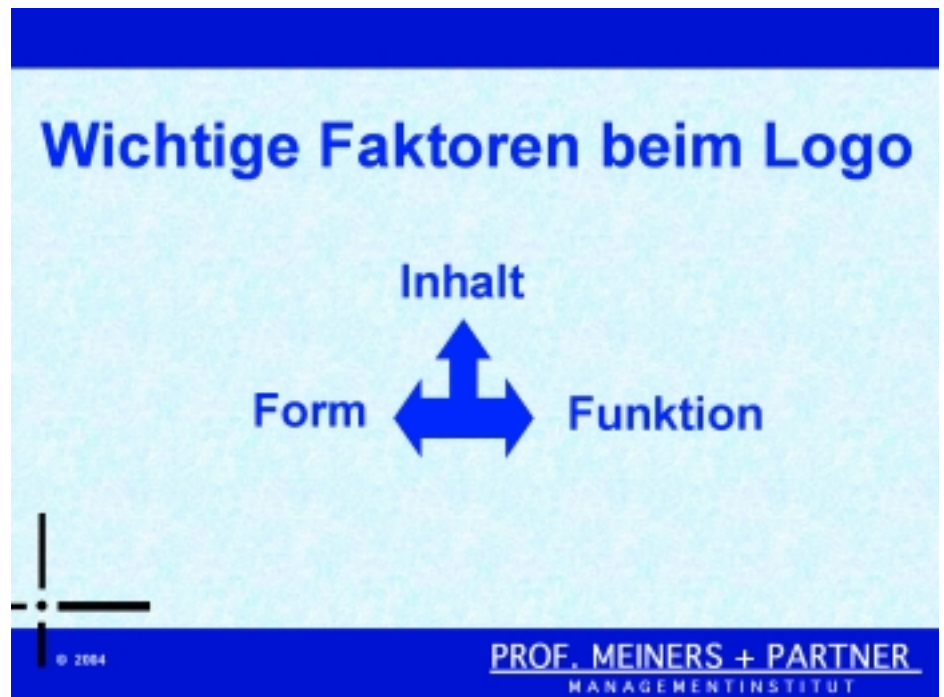 Wichtige Faktoren beim Logo
Inhalt
Form Funktion
© 2004
PROF. MEINERS + PARTNER
MANAGEMENTINSTITUT